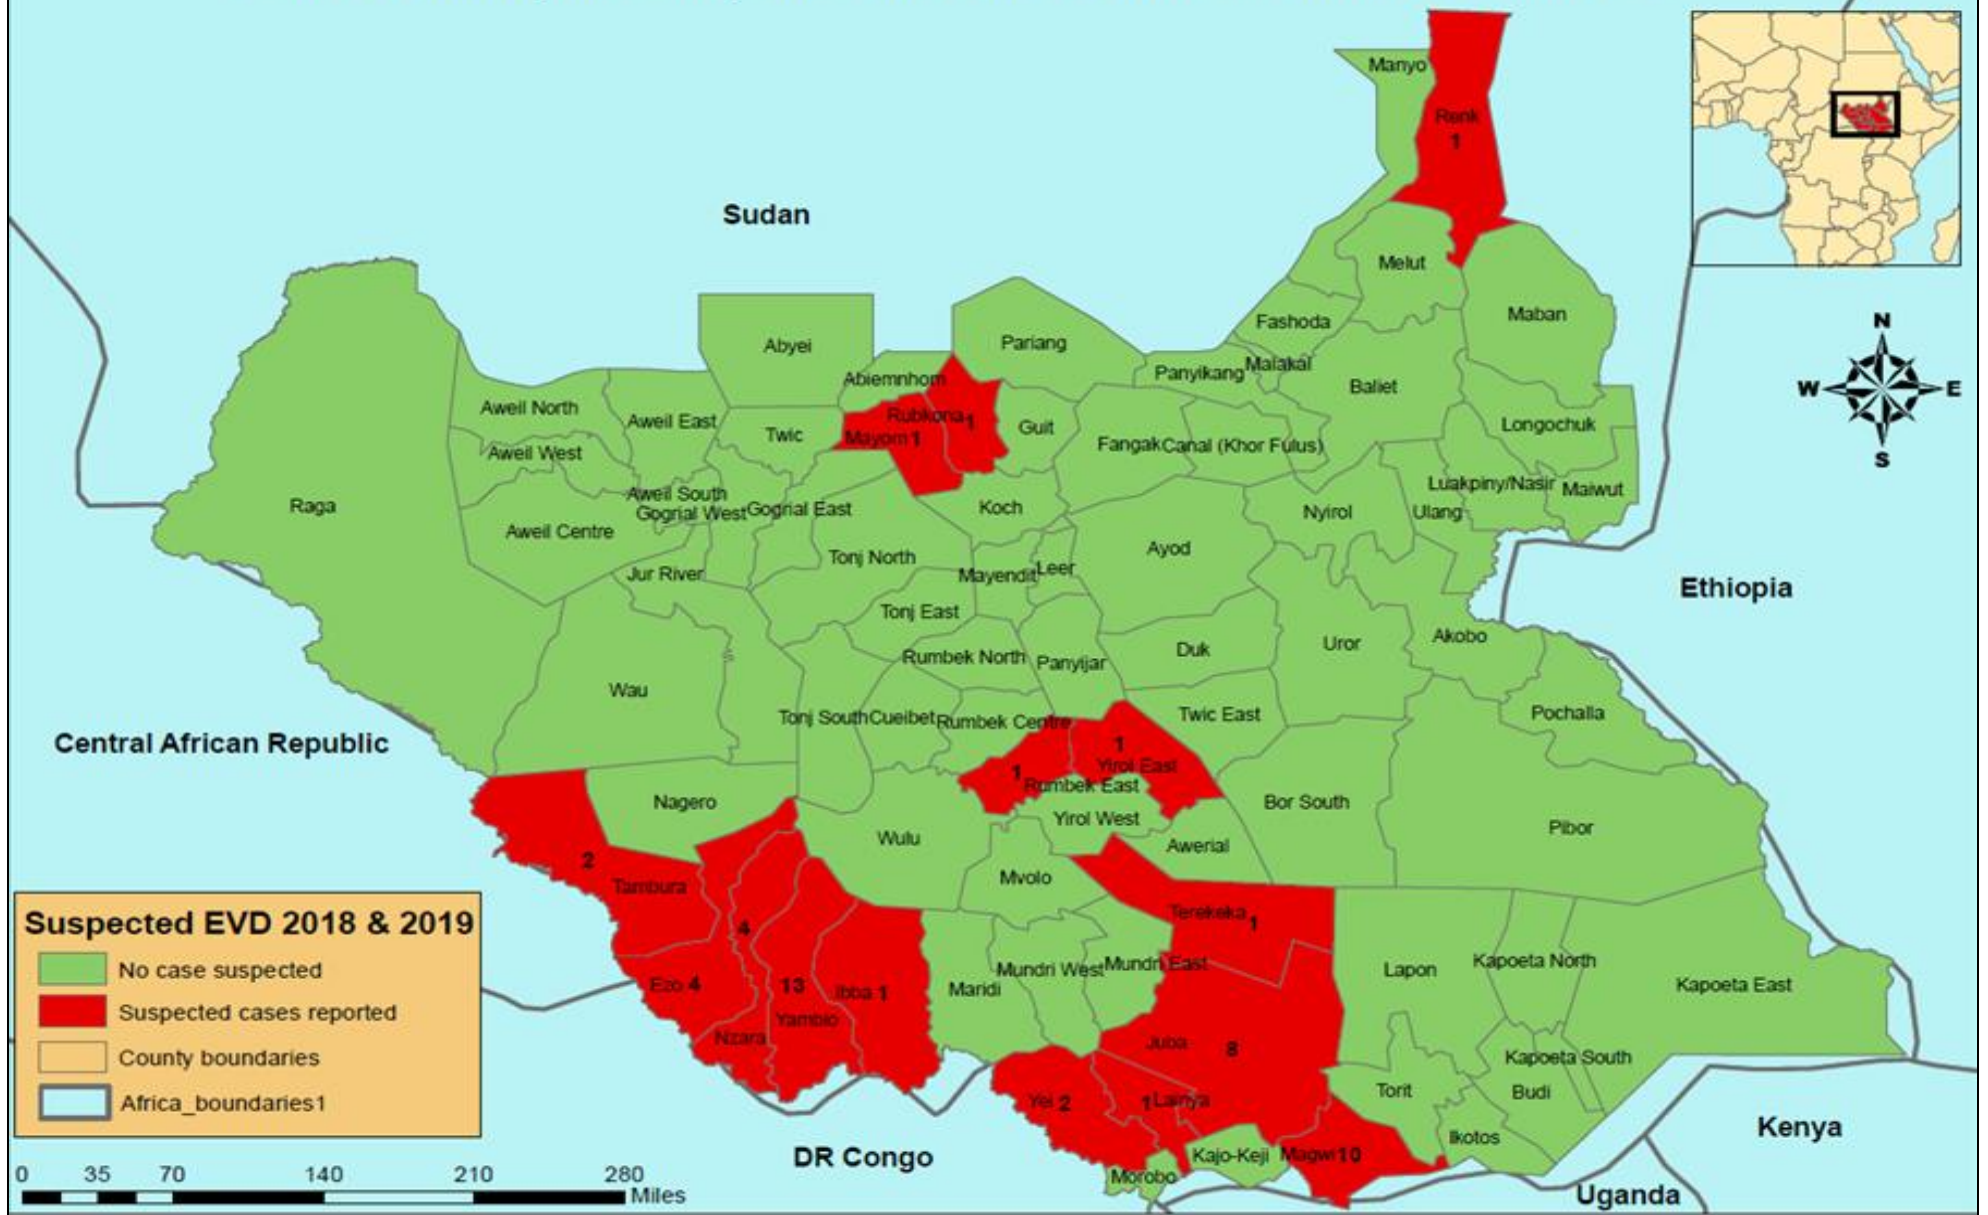 Manyo
Renk
1
Sudan
Melut
Maban
Fashoda
Abyei
Pariang
Malakal
Panyikang
Abiemnhom
Baliet
N
W
E
S
Aweil North
Aweil East
Twic
Rubkona 1
Mayom 1
Guit
Fangak
Canal (Khor Fulus)
Longochuk
Aweil West
Luakpiny/Nasir
Maiwut
Aweil South
Gogrial West
Gogrial East
Koch
Nyirol
Ulang
Raga
Aweil Centre
Tonj North
Ayod
Jur River
Mayendit
Leer
Ethiopia
Tonj East
Duk
Uror
Akobo
Rumbek North
Panyijar
Wau
Tonj South
Cueibet
Rumbek Centre
Twic East
Pochalla
Central African Republic
1
Yirol East
1
Rumbek East
Nagero
Yirol West
Bor South
Pibor
Wulu
Awerial
2
Tambura
Mvolo
Terekeka 1
4
Suspected EVD 2018 & 2019
No case suspected
Suspected cases reported
County boundaries
Africa_boundaries1
Ezo 4
13
Yambio
Ibba 1
Nzara
Maridi
Mundri West
Mundri East
Lapon
Kapoeta North
Kapoeta East
Juba 8
Kapoeta South
Torit
Budi
Yei 2
1 Lainya
Ikotos
Kenya
DR Congo
Kajo-Keji
Magwi 10
Morobo
Uganda
0 35 70 140 210 280
Miles